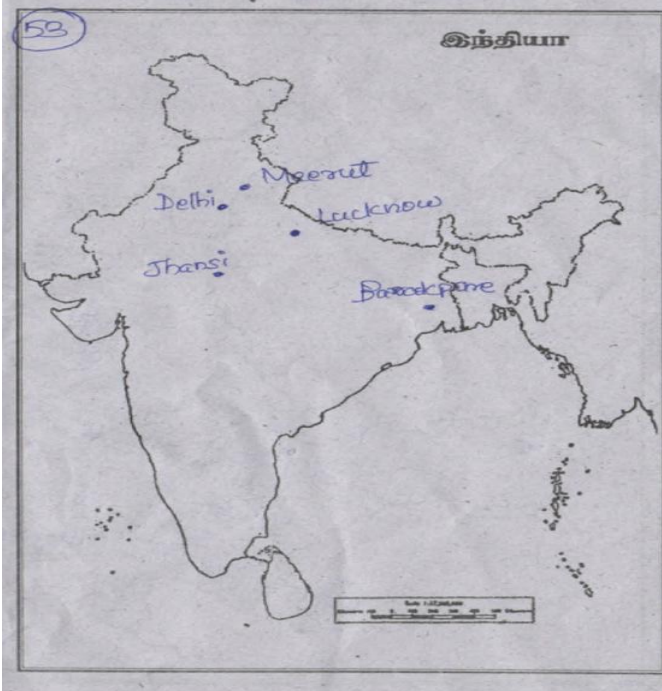 53
இந்தியா
Meerut
Delhi
Lucknow
Jhansi
Barrackpore